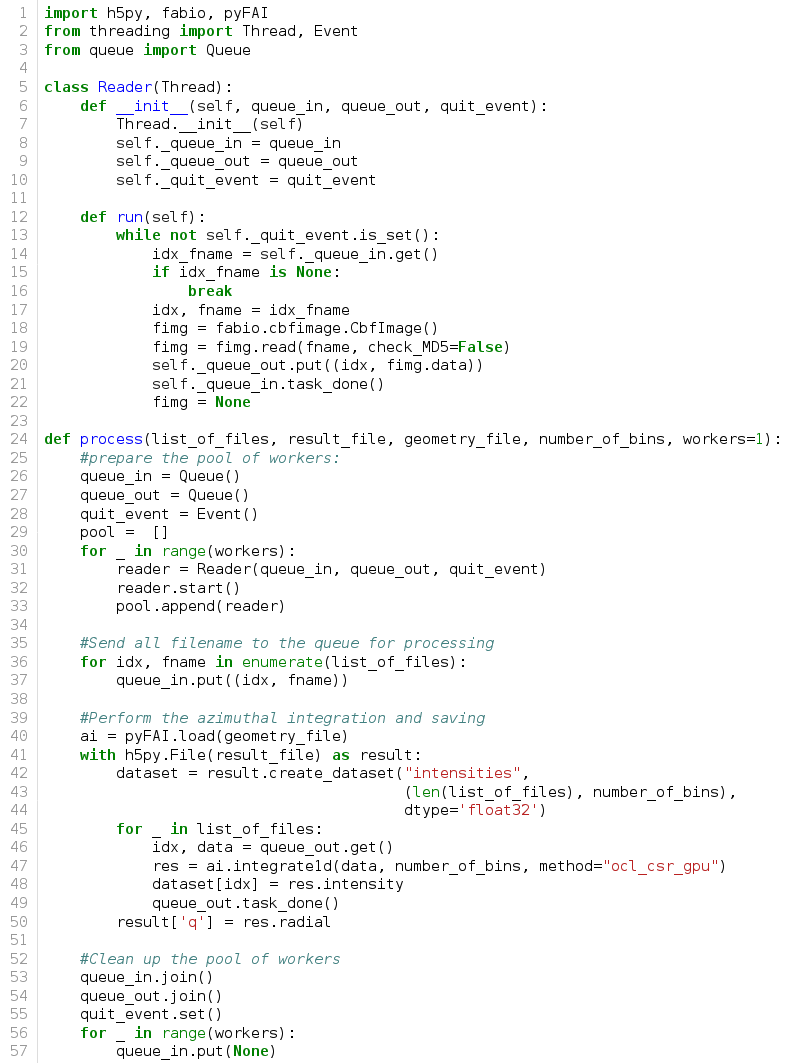 1 import h5py, fabio, pyFAI
2 from threading import Thread, Event
3 from queue import Queue
4
5 class Reader(Thread):
6     def __init__(self, queue_in, queue_out, quit_event):
7         Thread.__init__(self)
8         self._queue_in = queue_in
9         self._queue_out = queue_out
10         self._quit_event = quit_event
11
12     def run(self):
13         while not self._quit_event.is_set():
14             idx_fname = self._queue_in.get()
15             if idx_fname is None:
16                 break
17             idx, fname = idx_fname
18             fimg = fabio.cbfimage.CbfImage()
19             fimg = fimg.read(fname, check_MD5=False)
20             self._queue_out.put((idx, fimg.data))
21             self._queue_in.task_done()
22             fimg = None
23
24 def process(list_of_files, result_file, geometry_file, number_of_bins, workers=1):
25     #prepare the pool of workers:
26     queue_in = Queue()
27     queue_out = Queue()
28     quit_event = Event()
29     pool =  []
30     for _ in range(workers):
31         reader = Reader(queue_in, queue_out, quit_event)
32         reader.start()
33         pool.append(reader)
34
35     #Send all filename to the queue for processing
36     for idx, fname in enumerate(list_of_files):
37         queue_in.put((idx, fname))
38
39     #Perform the azimuthal integration and saving
40     ai = pyFAI.load(geometry_file)
41     with h5py.File(result_file) as result:
42         dataset = result.create_dataset("intensities",
43                                         (len(list_of_files), number_of_bins),
44                                         dtype='float32')
45         for _ in list_of_files:
46             idx, data = queue_out.get()
47             res = ai.integrate1d(data, number_of_bins, method="ocl_csr_gpu")
48             dataset[idx] = res.intensity
49             queue_out.task_done()
50         result['q'] = res.radial
51
52     #Clean up the pool of workers
53     queue_in.join()
54     queue_out.join()
55     quit_event.set()
56     for _ in range(workers):
57         queue_in.put(None)